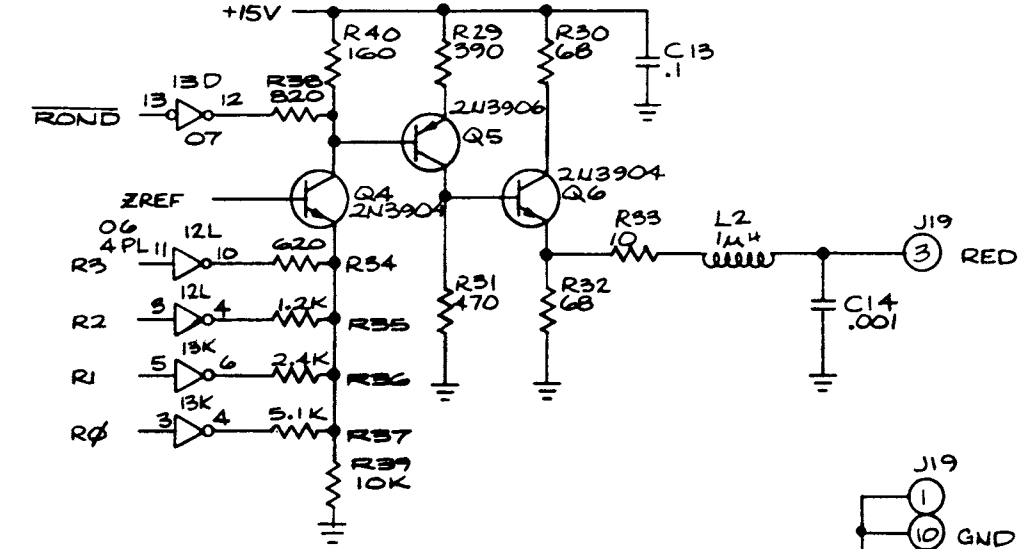 +15V
R40
160
R29
390
R30
68
C13
.1
13D
R38
820
ROND
13
12
07
2N3906
Q5
2N3904
Q6
ZREF
Q4
2N3904
06
4PL
11
12L
10
620
R3
R34
R33
10
L2
1µH
J19
3
RED
12L
R2
3
4
1.2K
R35
R31
470
R32
68
C14
.001
13K
R1
5
6
2.4K
R36
13K
RØ
3
4
5.1K
R37
R39
10K
J19
1
10
GND